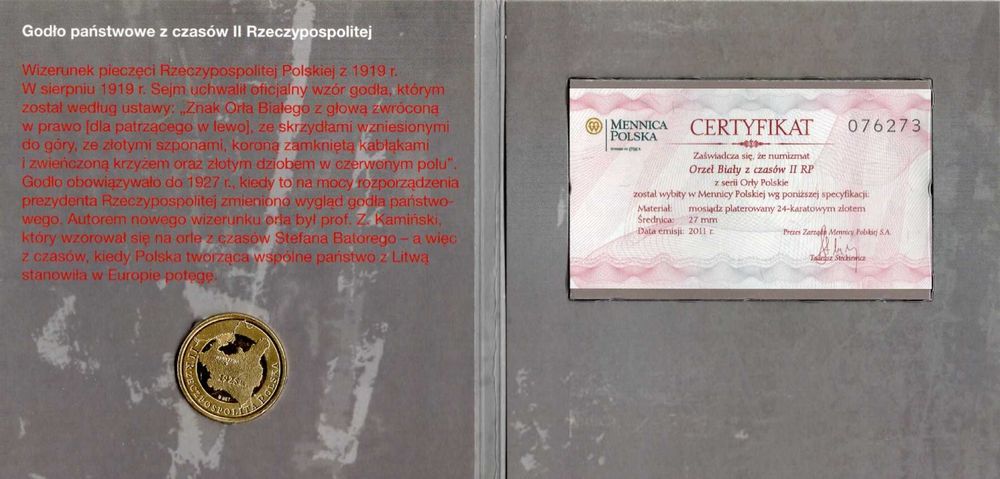 Godło państwowe z czasów II Rzeczypospolitej
Wizerunek pieczęci Rzeczypospolitej Polskiej z 1919 r.
W sierpniu 1919 r. Sejm uchwalił oficjalny wzór godła, którym
został według ustawy: „Znak Orła Białego z głową zwróconą
w prawo [dla patrzącego w lewo], ze skrzydłami wzniesionymi
do góry, ze złotymi szponami, korona zamknięta kabłąkami
i zwieńczoną krzyżem oraz złotym dziobem w czerwonym polu".
Godło obowiązywało do 1927 r., kiedy to na mocy rozporządzenia
prezydenta Rzeczypospolitej zmieniono wygląd godła państwo-
wego. Autorem nowego wizerunku orła był prof. Z. Kamiński,
który wzorował się na orle z czasów Stefana Batorego – a więc
z czasów, kiedy Polska tworząca wspólne państwo z Litwą
stanowiła w Europie potęgę.
II RZECZPOSPOLITA POLSKA
MENNICA
POLSKA
CERTYFIKAT
076273
Zaświadcza się, że numizmat
Orzeł Biały z czasów II RP
z serii Orły Polskie
został wybity w Mennicy Polskiej wg poniższej specyfikacji:
Materiał: mosiądz platerowany 24-karatowym złotem
Średnica: 27 mm
Data emisji: 2011 r.
Prezes Zarządu Mennicy Polskiej S.A.
Tadeusz Steckiewicz